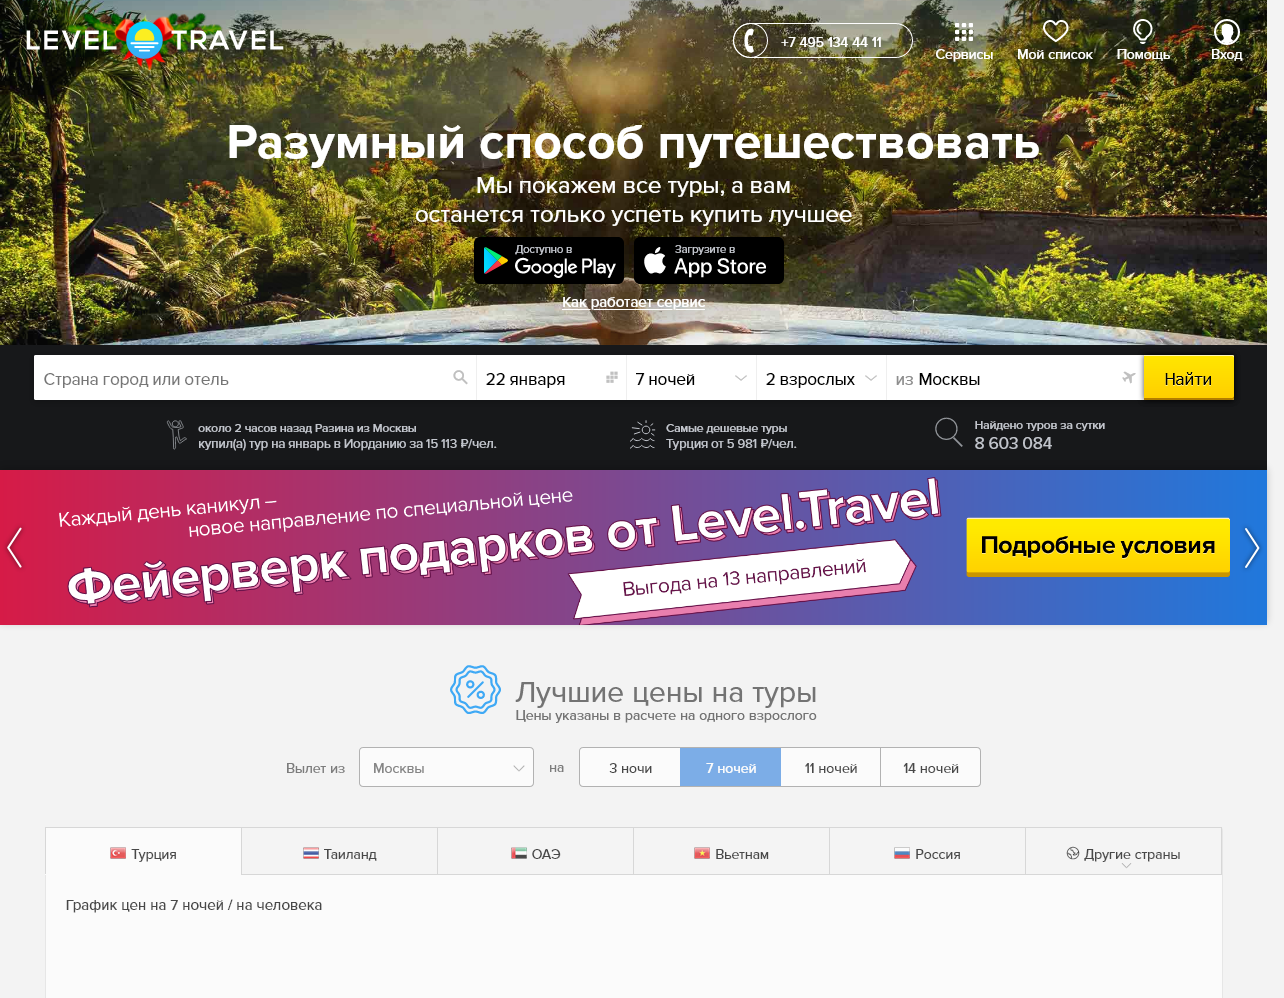 LEVEL TRAVEL
+7 495 134 44 11
Сервисы
Мой список
Помощь
Вход
Разумный способ путешествовать
Мы покажем все туры, а вам
останется только успеть купить лучшее
Доступно в
Google Play
Загрузите в
App Store
Как работает сервис
Страна город или отель
22 января
7 ночей
2 взрослых
из Москвы
Найти
около 2 часов назад Разина из Москвы
купил(а) тур на январь в Иорданию за 15 113 ₽/чел.
Самые дешевые туры
Турция от 5 981 ₽/чел.
Найдено туров за сутки
8 603 084
Каждый день каникул –
новое направление по специальной цене
Фейерверк подарков от Level.Travel
Выгода на 13 направлений
Подробные условия
Лучшие цены на туры
Цены указаны в расчете на одного взрослого
Вылет из
Москвы
на
3 ночи
7 ночей
11 ночей
14 ночей
Турция
Таиланд
ОАЭ
Вьетнам
Россия
Другие страны
График цен на 7 ночей / на человека